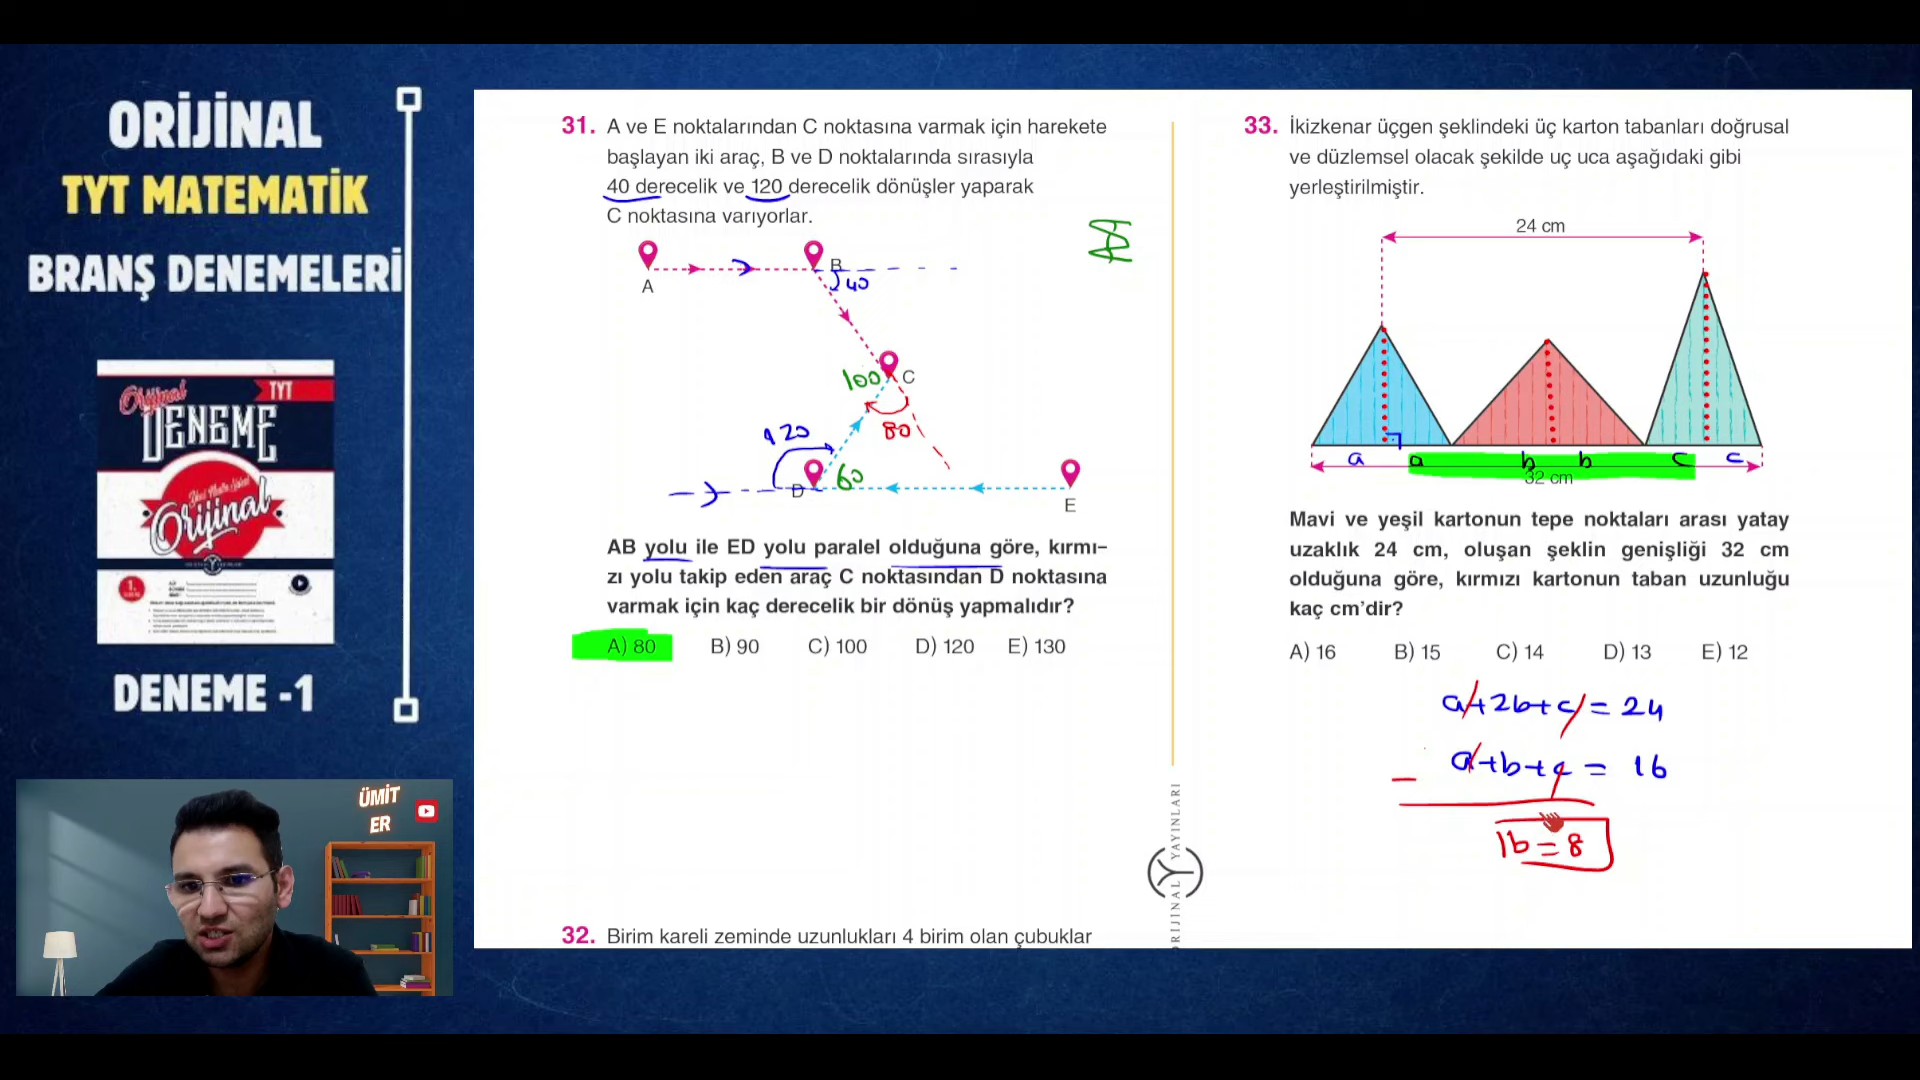 ORİJİNAL
TYT MATEMATİK
BRANŞ DENEMELERİ
Orijinal
TYT
DENEME
Orijinal
1.
DENEME -1
ÜMİT
ER
31. A ve E noktalarından C noktasına varmak için harekete
başlayan iki araç, B ve D noktalarında sırasıyla
40 derecelik ve 120 derecelik dönüşler yaparak
C noktasına varıyorlar.
A
B
40
100
C
80
120
60
D
E
AB yolu ile ED yolu paralel olduğuna göre, kırmı-
zı yolu takip eden araç C noktasından D noktasına
varmak için kaç derecelik bir dönüş yapmalıdır?
A) 80 B) 90 C) 100 D) 120 E) 130
32. Birim kareli zeminde uzunlukları 4 birim olan çubuklar
ORİJİNAL YAYINLARI
33. İkizkenar üçgen şeklindeki üç karton tabanları doğrusal
ve düzlemsel olacak şekilde uç uca aşağıdaki gibi
yerleştirilmiştir.
24 cm
a a b b c c
32 cm
Mavi ve yeşil kartonun tepe noktaları arası yatay
uzaklık 24 cm, oluşan şeklin genişliği 32 cm
olduğuna göre, kırmızı kartonun taban uzunluğu
kaç cm'dir?
A) 16 B) 15 C) 14 D) 13 E) 12
a+2b+c = 24
a+b+c = 16
1b = 8